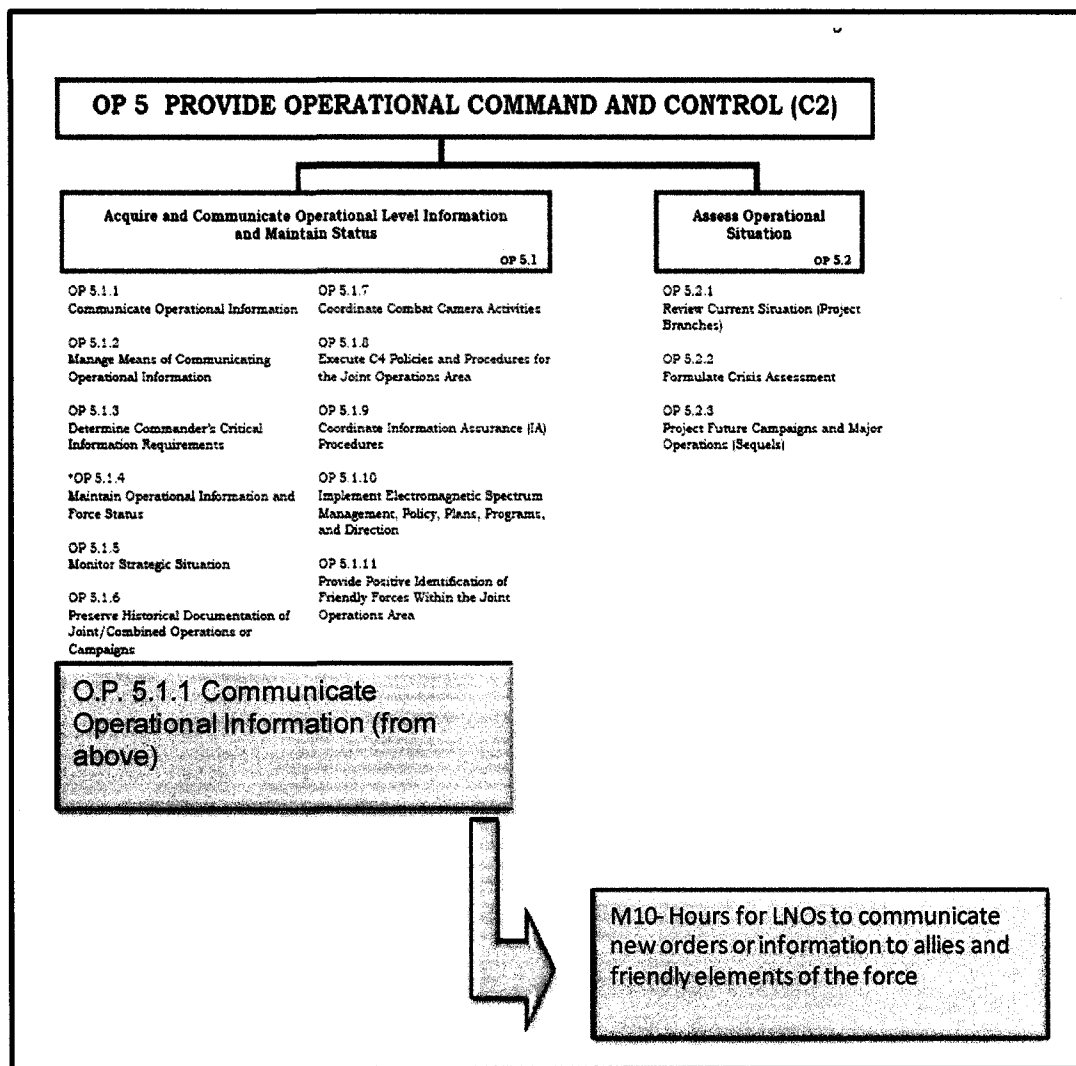 OP 5 PROVIDE OPERATIONAL COMMAND AND CONTROL (C2)
Acquire and Communicate Operational Level Information
and Maintain Status
OP 5.1
OP 5.1.1
Communicate Operational Information
OP 5.1.2
Manage Means of Communicating
Operational Information
OP 5.1.3
Determine Commander's Critical
Information Requirements
*OP 5.1.4
Maintain Operational Information and
Force Status
OP 5.1.5
Monitor Strategic Situation
OP 5.1.6
Preserve Historical Documentation of
Joint/Combined Operations or
Campaigns
OP 5.1.7
Coordinate Combat Camera Activities
OP 5.1.8
Execute C4 Policies and Procedures for
the Joint Operations Area
OP 5.1.9
Coordinate Information Assurance (IA)
Procedures
OP 5.1.10
Implement Electromagnetic Spectrum
Management, Policy, Plans, Programs,
and Direction
OP 5.1.11
Provide Positive Identification of
Friendly Forces Within the Joint
Operations Area
Assess Operational
Situation
OP 5.2
OP 5.2.1
Review Current Situation (Project
Branches)
OP 5.2.2
Formulate Crisis Assessment
OP 5.2.3
Project Future Campaigns and Major
Operations (Sequels)
O.P. 5.1.1 Communicate
Operational Information (from
above)
M10- Hours for LNOs to communicate
new orders or information to allies and
friendly elements of the force